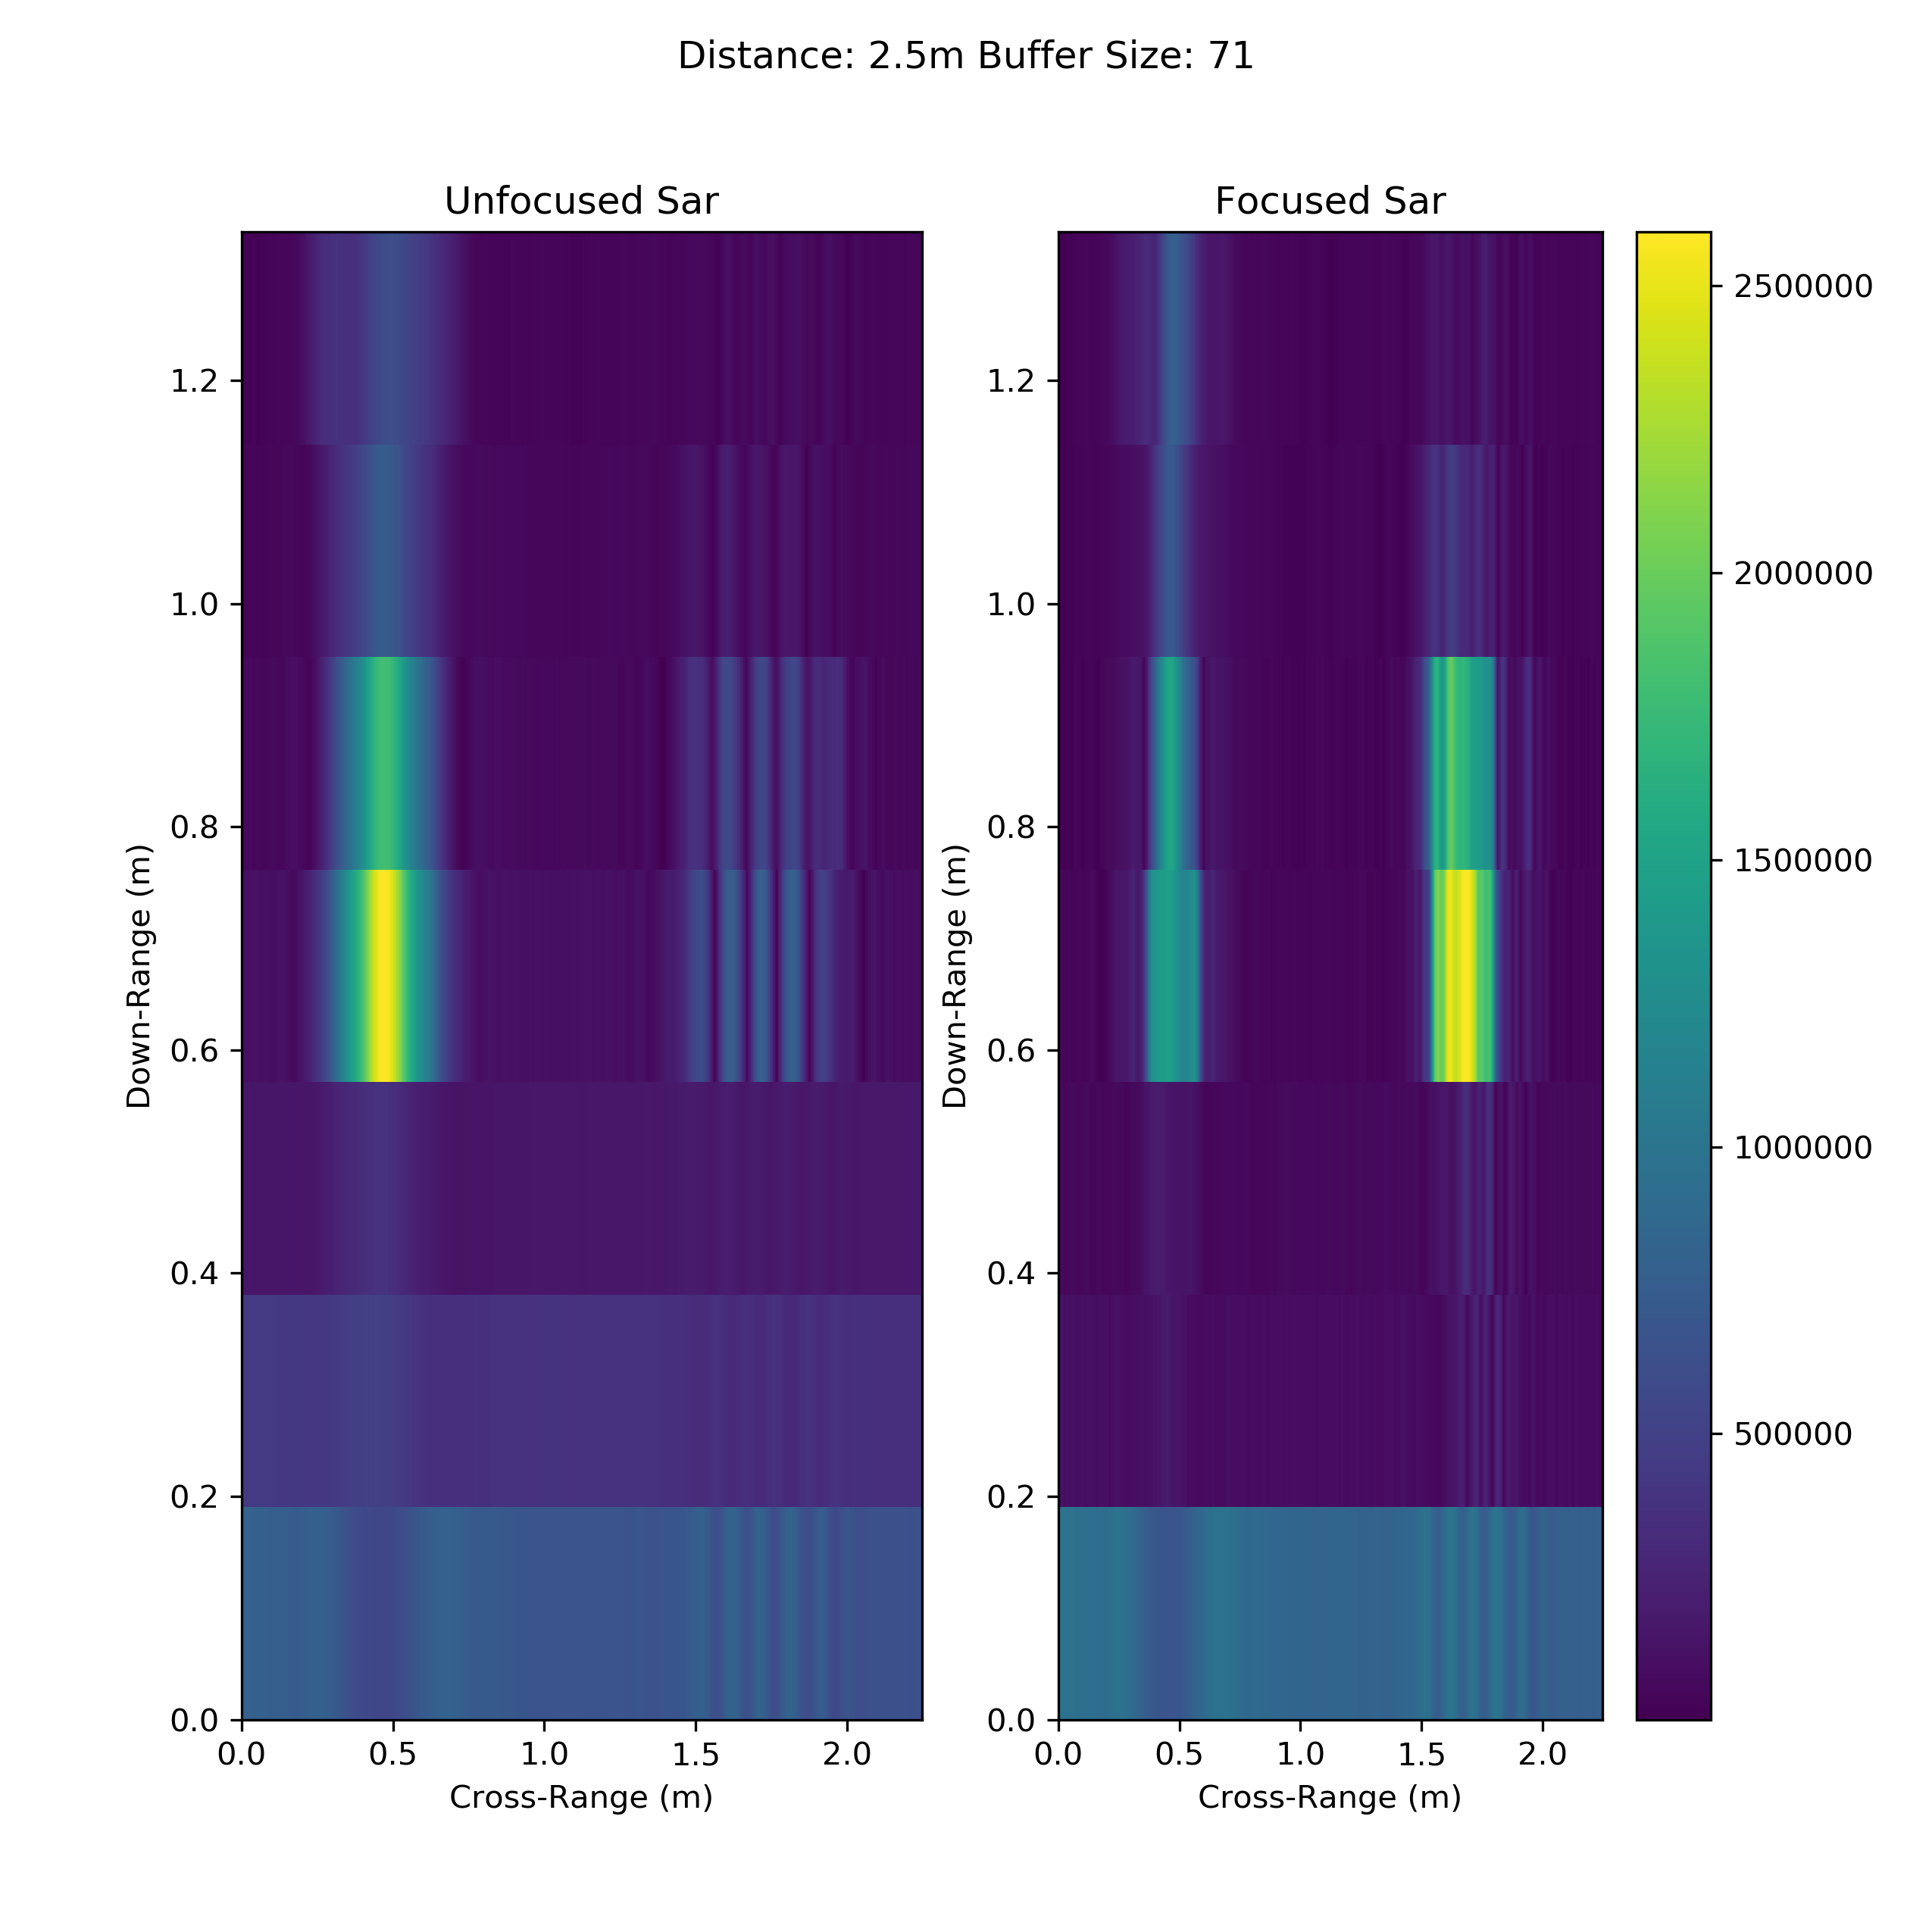 Distance: 2.5m Buffer Size: 71
Unfocused Sar
Focused Sar
1.2
1.0
0.8
0.6
0.4
0.2
0.0
Down-Range (m)
0.0 0.5 1.0 1.5 2.0
Cross-Range (m)
1.2
1.0
0.8
0.6
0.4
0.2
0.0
Down-Range (m)
0.0 0.5 1.0 1.5 2.0
Cross-Range (m)
2500000
2000000
1500000
1000000
500000